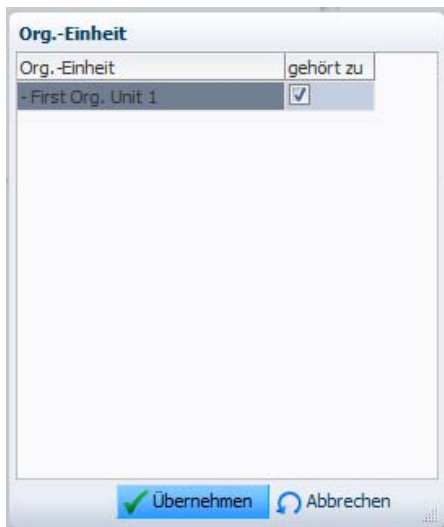 Org.-Einheit
Org.-Einheit gehört zu
- First Org. Unit 1
Übernehmen Abbrechen